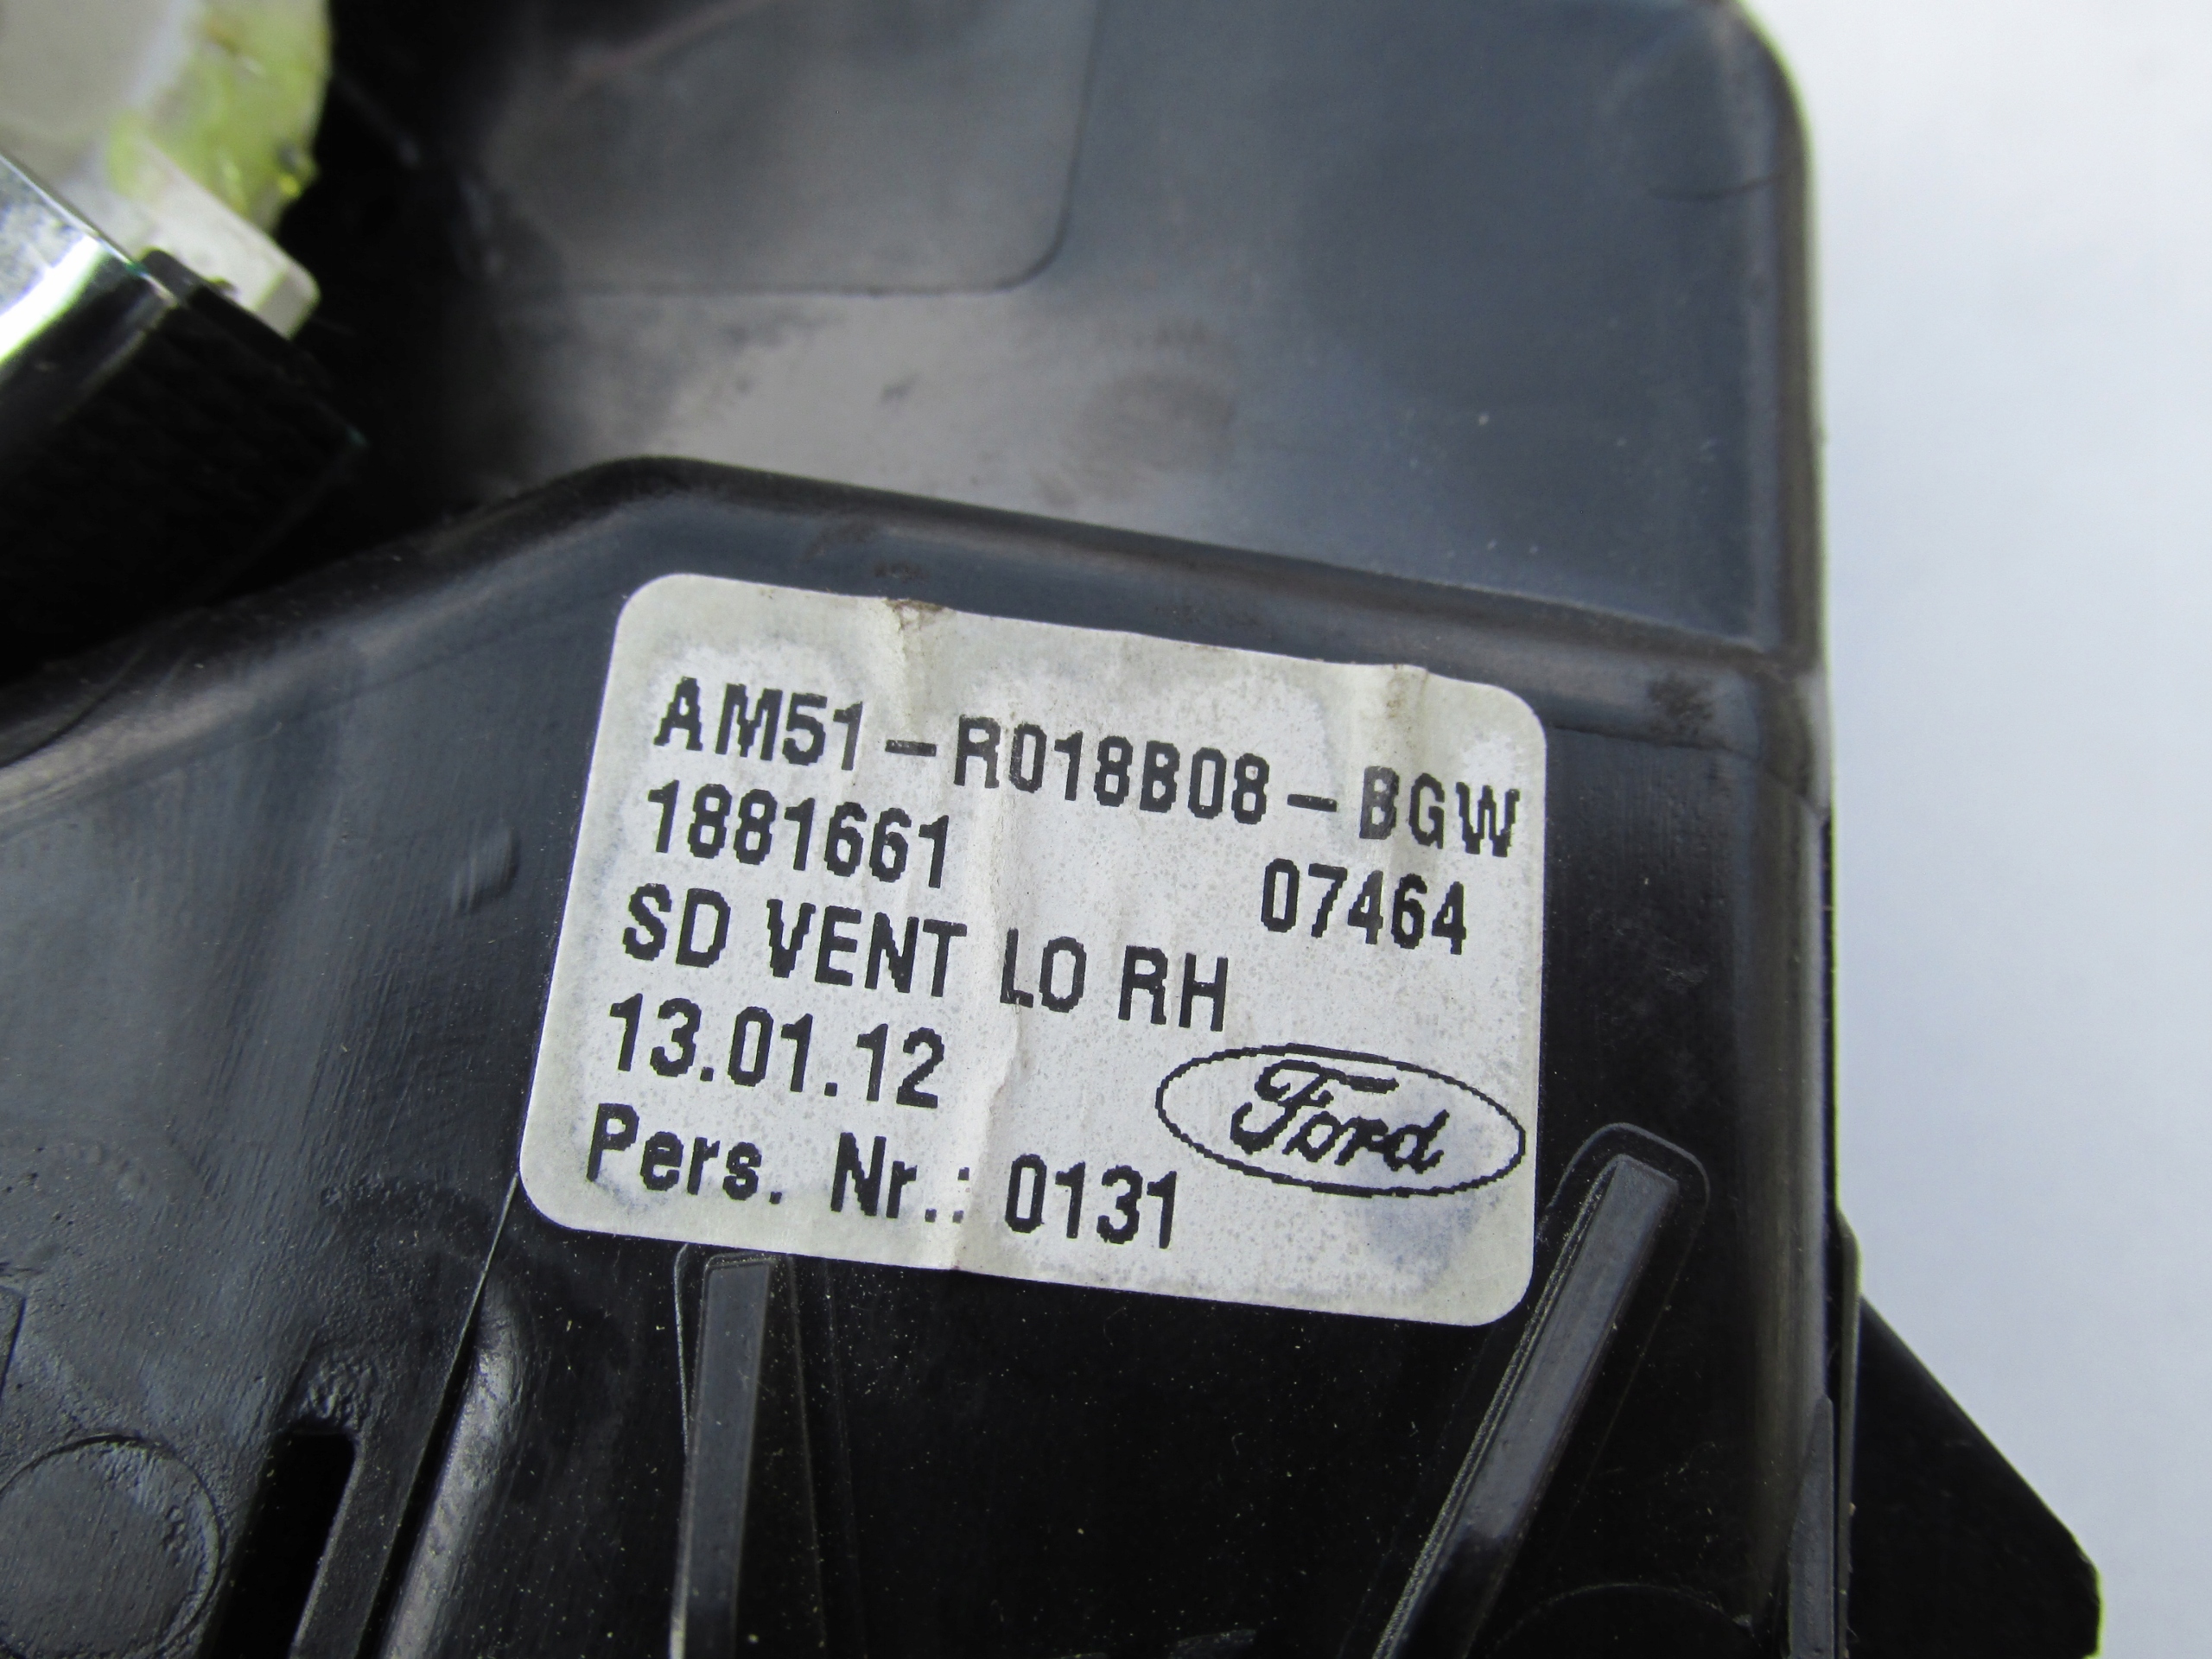 AM51-R018B08-BGW
1881661 07464
SD VENT LO RH
13.01.12
Ford
Pers. Nr.: 0131